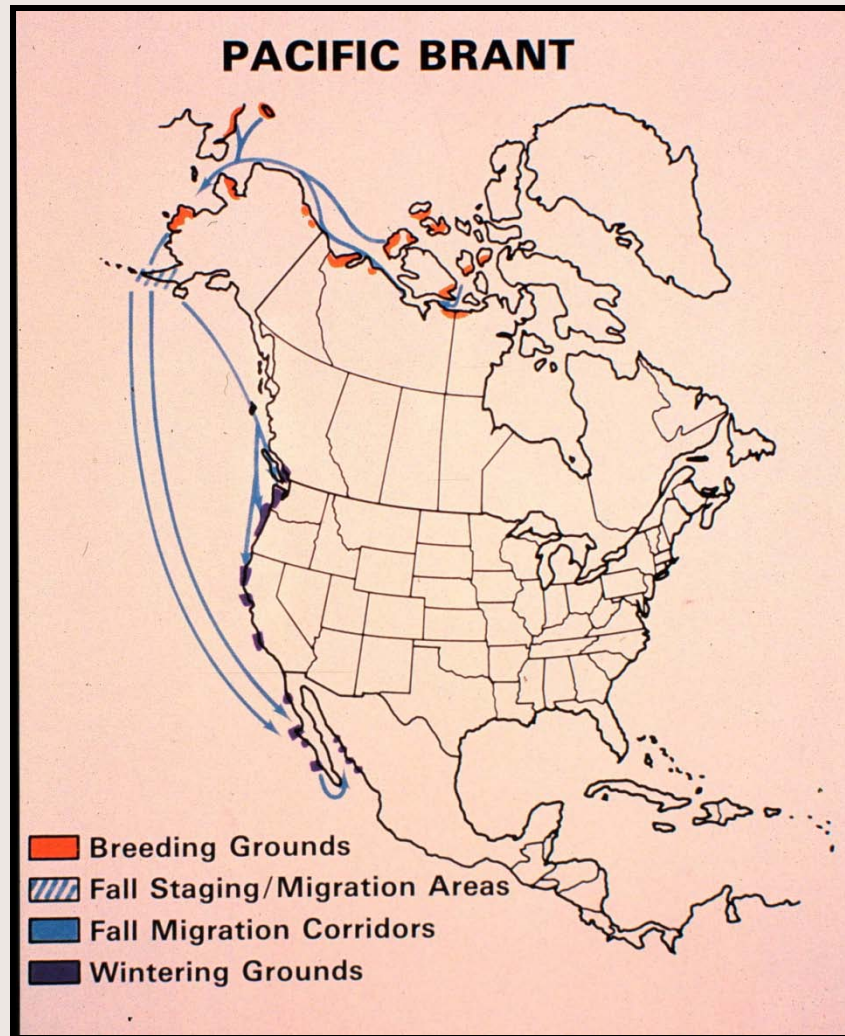 PACIFIC BRANT
Breeding Grounds
Fall Staging/Migration Areas
Fall Migration Corridors
Wintering Grounds